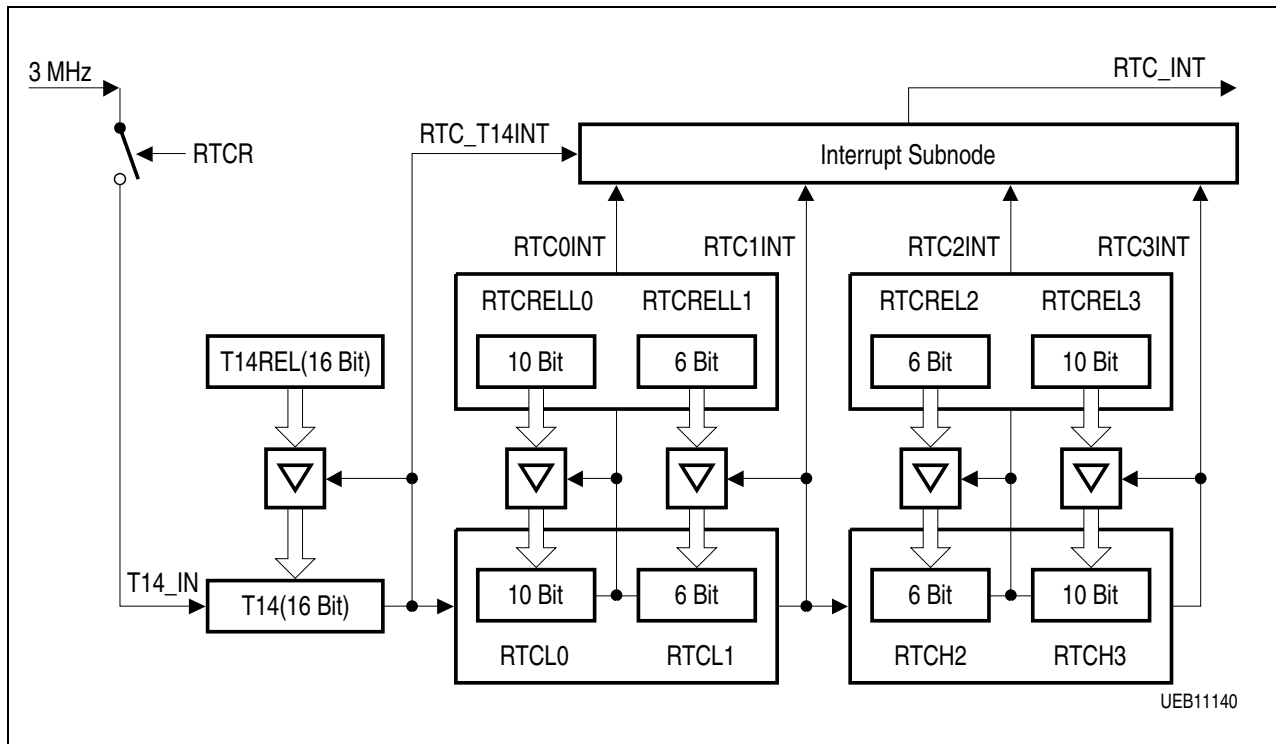 3 MHz
RTC_INT
RTC_T14INT
Interrupt Subnode
RTCR
RTC0INT
RTC1INT
RTC2INT
RTC3INT
RTCRELL0
RTCRELL1
RTCREL2
RTCREL3
T14REL(16 Bit)
10 Bit
6 Bit
6 Bit
10 Bit
T14_IN
T14(16 Bit)
10 Bit
6 Bit
6 Bit
10 Bit
RTCL0
RTCL1
RTCH2
RTCH3
UEB11140